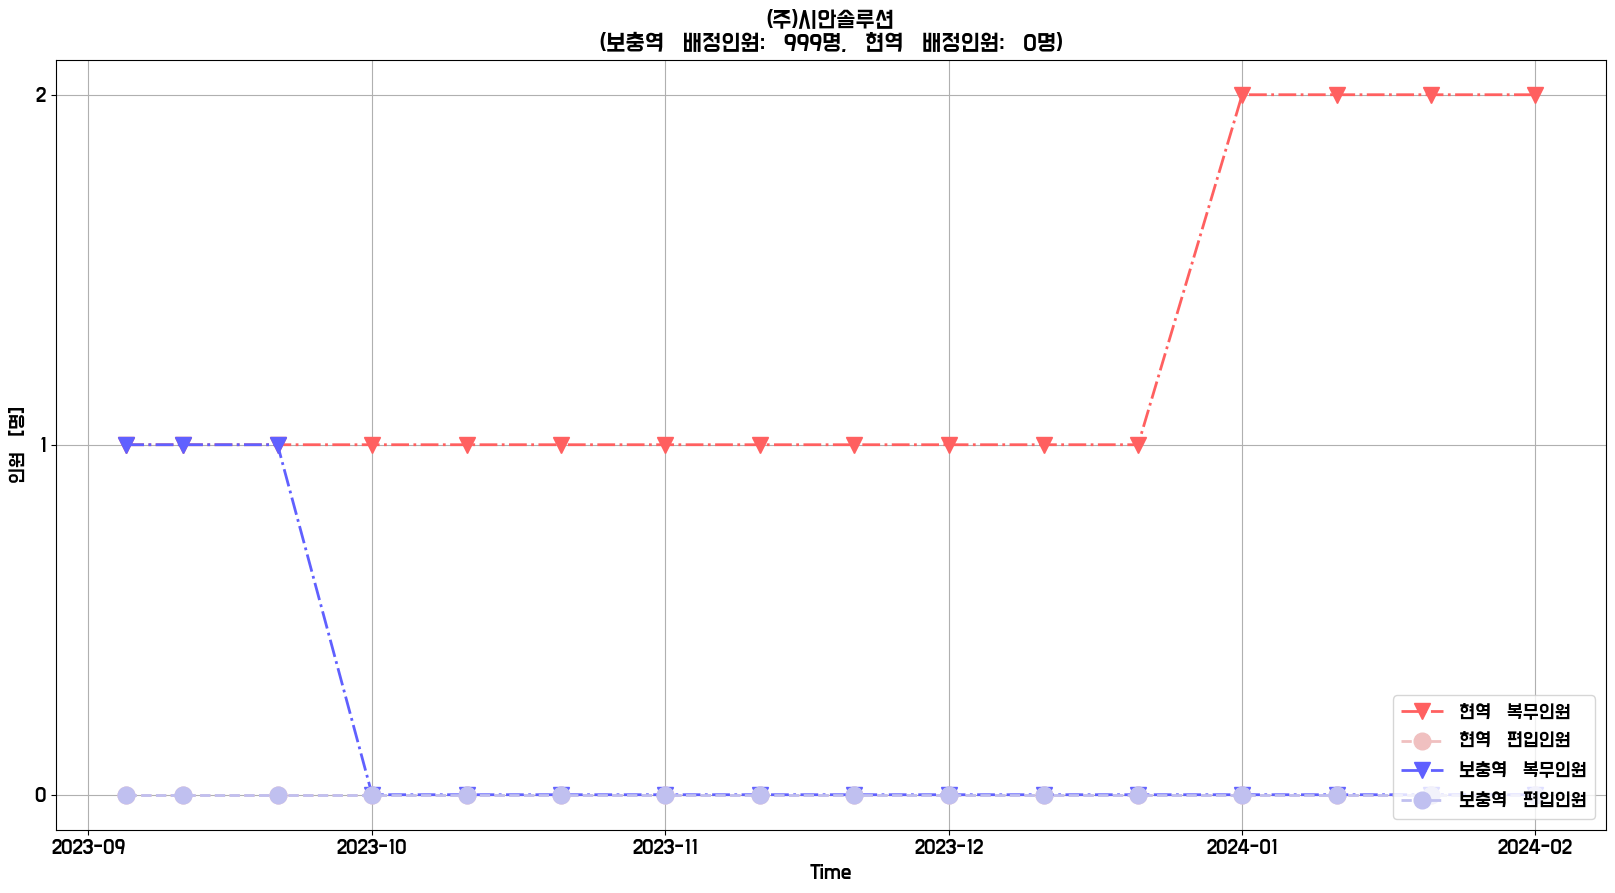 (주)시안솔루션
(보충역 배정인원: 999명, 현역 배정인원: 0명)
인원 [명]
2
1
0
현역 복무인원
현역 편입인원
보충역 복무인원
보충역 편입인원
2023-09 2023-10 2023-11 2023-12 2024-01 2024-02
Time